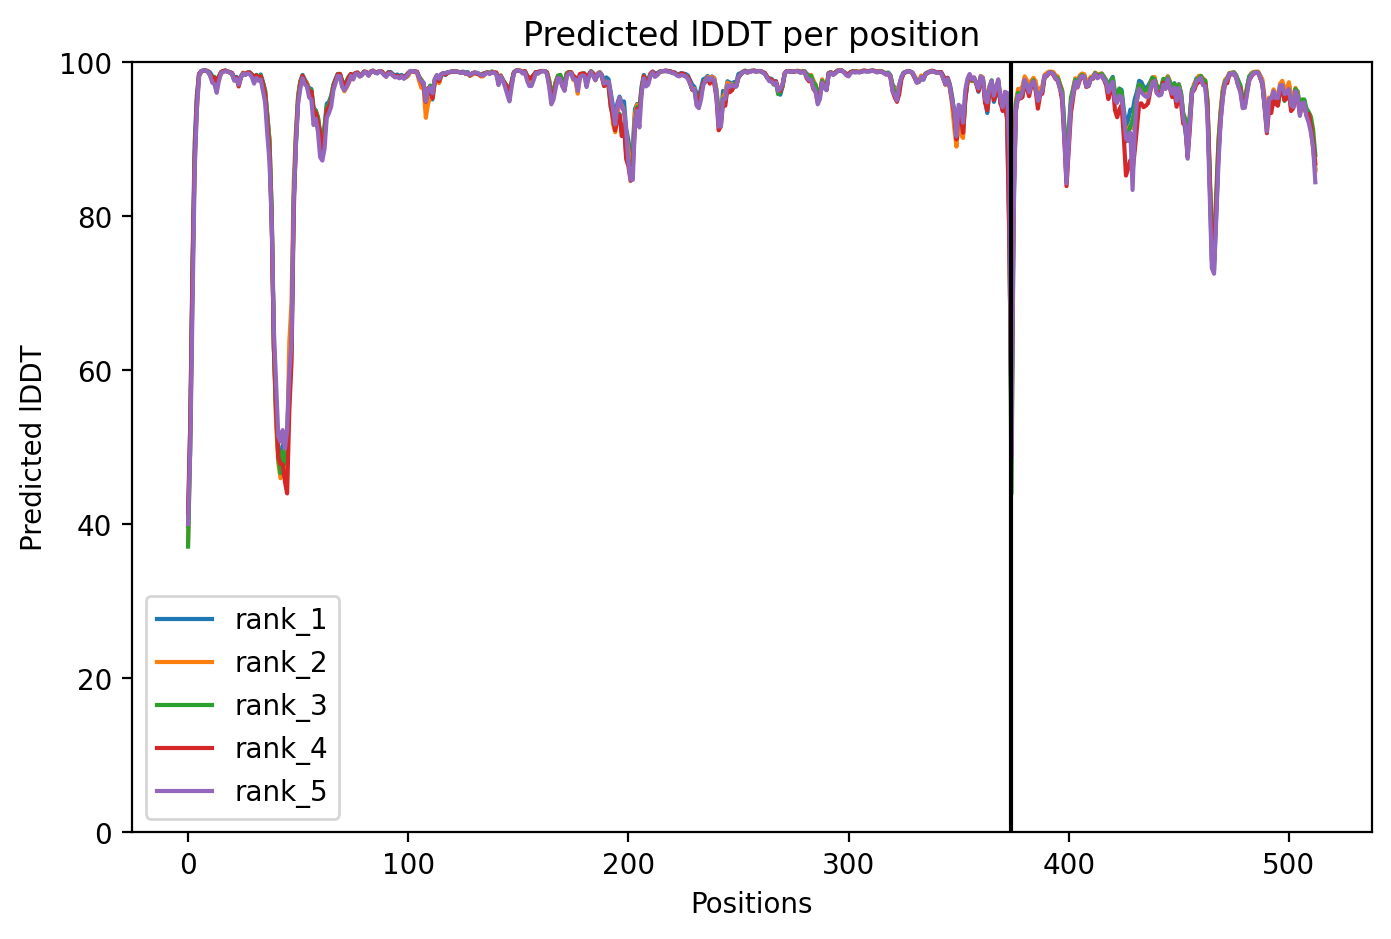 Predicted lDDT per position
Predicted lDDT
100
80
60
40
20
0
rank_1
rank_2
rank_3
rank_4
rank_5
0 100 200 300 400 500
Positions